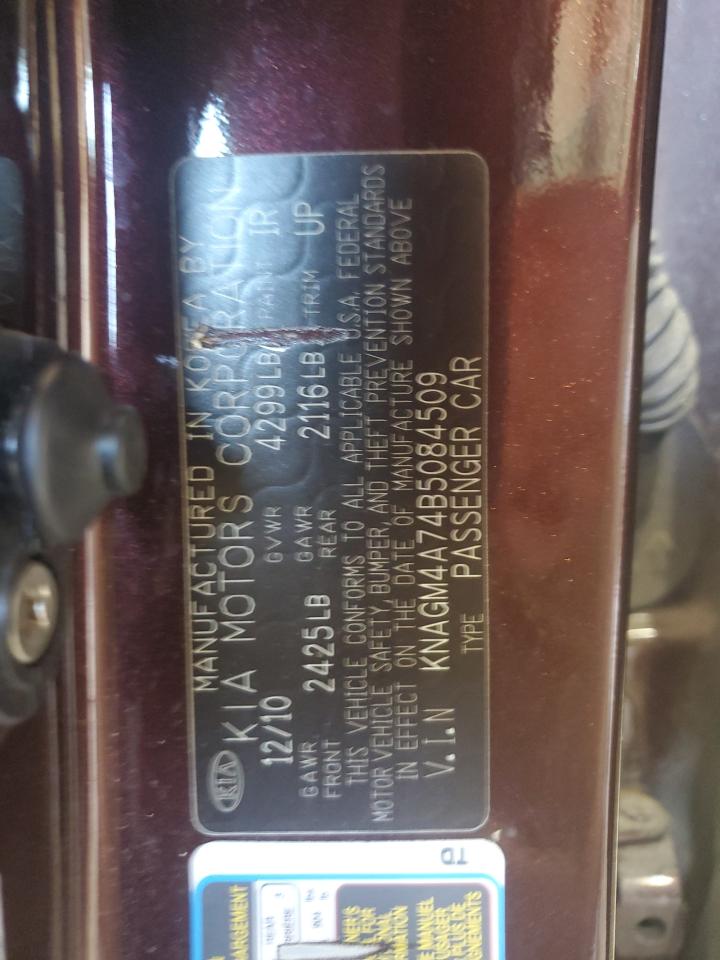 MANUFACTURED IN KOREA BY
KIA KIA MOTORS CORPORATION
12/10 GVWR 4299LB PAINT IR
GAWR FRONT 2425LB GAWR REAR 2116LB TRIM UP
THIS VEHICLE CONFORMS TO ALL APPLICABLE U.S.A. FEDERAL
MOTOR VEHICLE SAFETY, BUMPER, AND THEFT PREVENTION STANDARDS
IN EFFECT ON THE DATE OF MANUFACTURE SHOWN ABOVE
V.I.N KNAGM4A74B5084509
TYPE PASSENGER CAR
TD